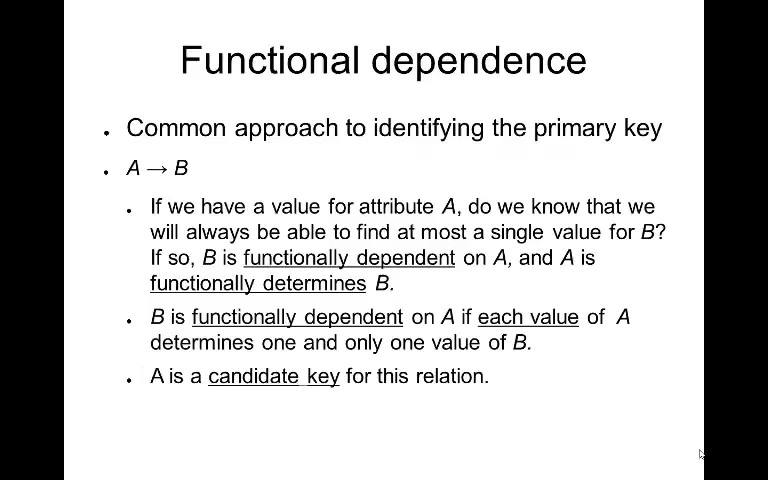 Functional dependence
Common approach to identifying the primary key
A → B
If we have a value for attribute A, do we know that we
will always be able to find at most a single value for B?
If so, B is functionally dependent on A, and A is
functionally determines B.
B is functionally dependent on A if each value of A
determines one and only one value of B.
A is a candidate key for this relation.